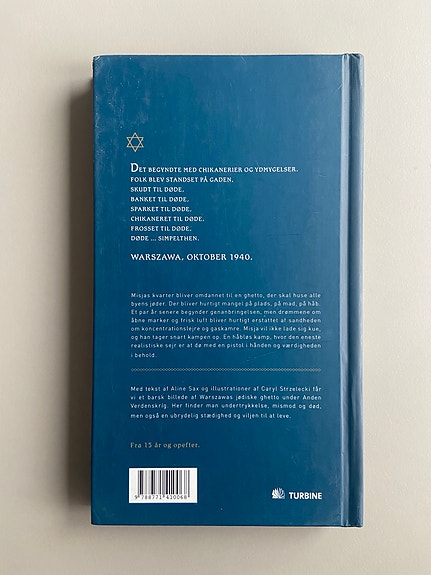 DET BEGYNDTE MED CHIKANERIER OG YDMYGELSER.
FOLK BLEV STANDSET PÅ GADEN.
SKUDT TIL DØDE.
BANKET TIL DØDE.
SPARKET TIL DØDE.
CHIKANERET TIL DØDE.
FROSSET TIL DØDE.
DØDE ... SIMPELTHEN.
WARSZAWA, OKTOBER 1940.
Misjas kvarter bliver omdannet til en ghetto, der skal huse alle
byens jøder. Der bliver hurtigt mangel på plads, på mad, på håb.
Et par år senere begynder genanbringelsen, men drømmene om
åbne marker og frisk luft bliver hurtigt erstattet af sandheden
om koncentrationslejre og gaskamre. Misja vil ikke lade sig kue,
og han tager snart kampen op. En håbløs kamp, hvor den eneste
realistiske sejr er at dø med en pistol i hånden og værdigheden
i behold.
Med tekst af Aline Sax og illustrationer af Caryl Strzelecki får
vi et barsk billede af Warszawas jødiske ghetto under Anden
Verdenskrig. Her finder man undertrykkelse, mismod og død,
men også en ubrydelig stædighed og viljen til at leve.
Fra 15 år og opefter.
9 788771 410068
TURBINE